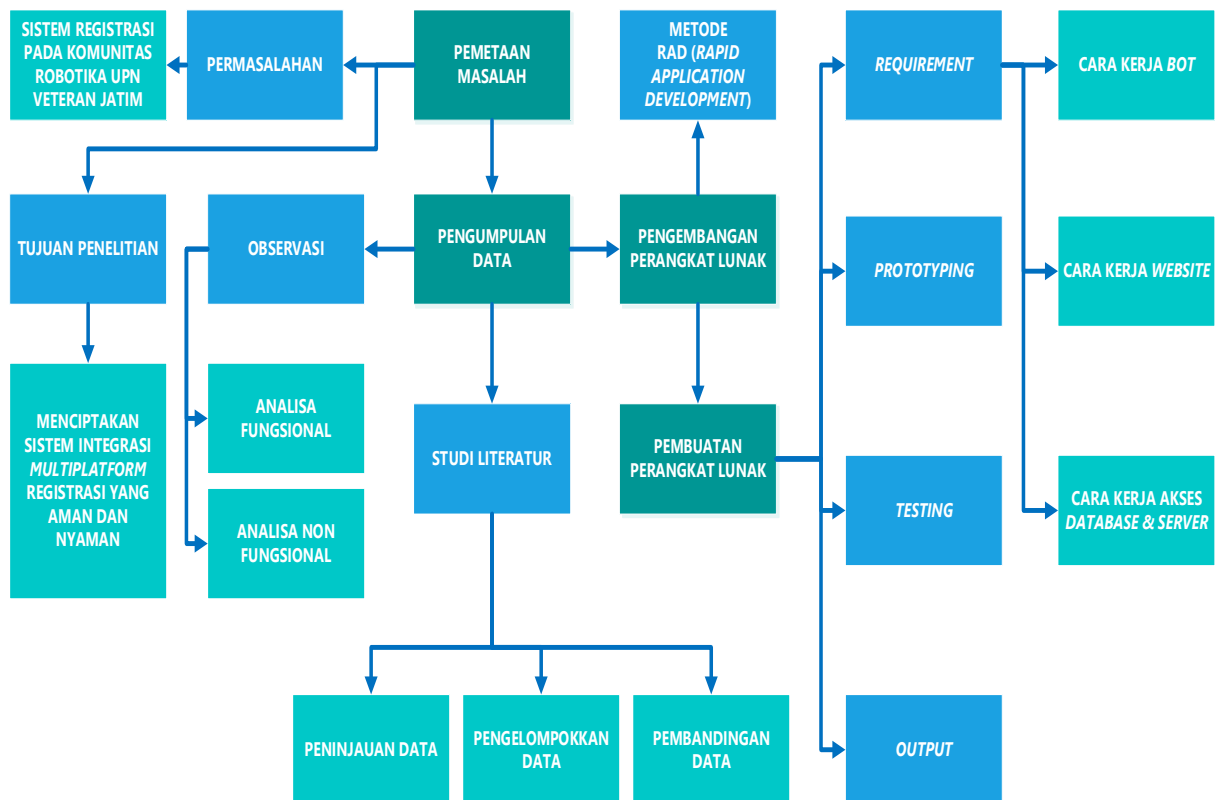 SISTEM REGISTRASI
PADA KOMUNITAS
ROBOTIKA UPN
VETERAN JATIM
PERMASALAHAN
PEMETAAN
MASALAH
METODE
RAD (RAPID
APPLICATION
DEVELOPMENT)
REQUIREMENT
CARA KERJA BOT
TUJUAN PENELITIAN
OBSERVASI
PENGUMPULAN
DATA
PENGEMBANGAN
PERANGKAT LUNAK
PROTOTYPING
CARA KERJA WEBSITE
MENCIPTAKAN
SISTEM INTEGRASI
MULTIPLATFORM
REGISTRASI YANG
AMAN DAN
NYAMAN
ANALISA
FUNGSIONAL
ANALISA NON
FUNGSIONAL
STUDI LITERATUR
PEMBUATAN
PERANGKAT LUNAK
TESTING
CARA KERJA AKSES
DATABASE & SERVER
PENINJAUAN DATA
PENGELOMPOKKAN
DATA
PEMBANDINGAN
DATA
OUTPUT